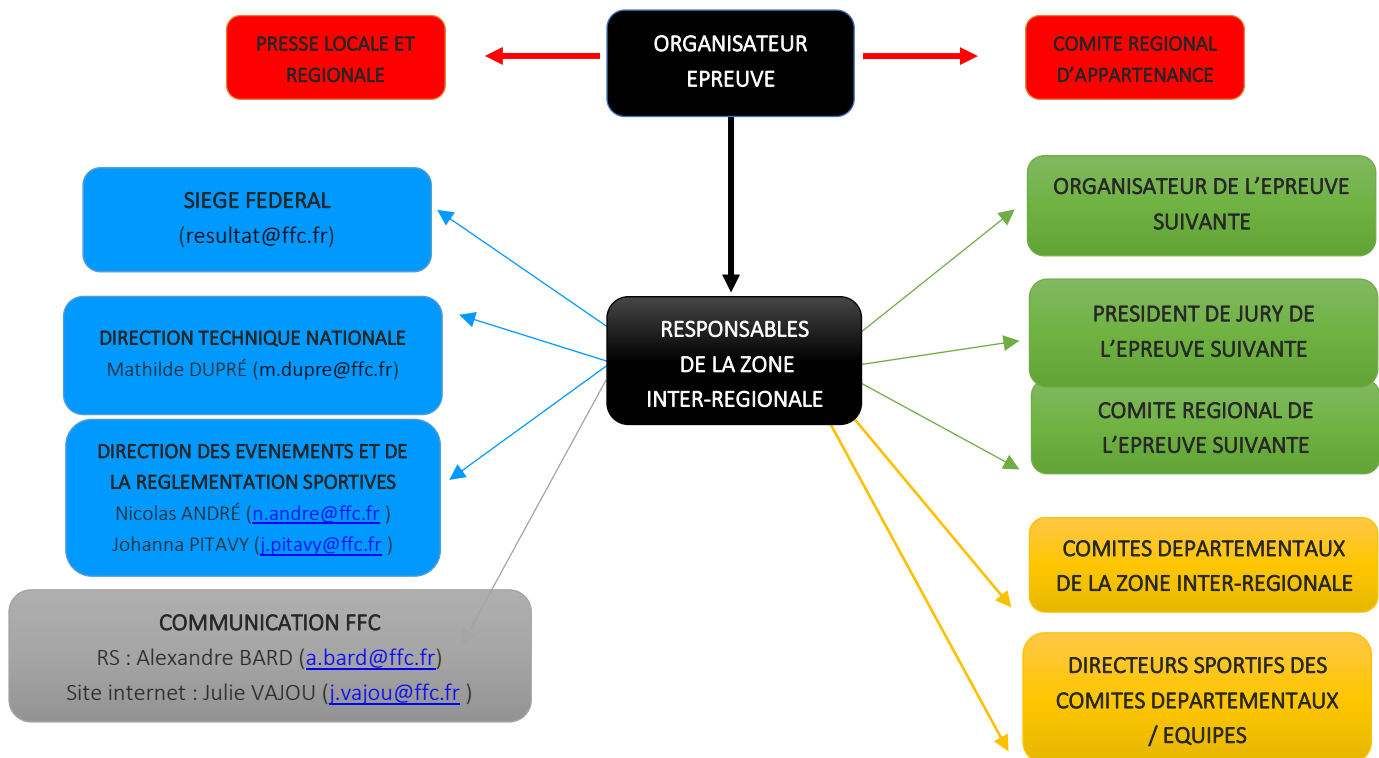 PRESSE LOCALE ET
REGIONALE
ORGANISATEUR
EPREUVE
COMITE REGIONAL
D’APPARTENANCE
SIEGE FEDERAL
(resultat@ffc.fr)
DIRECTION TECHNIQUE NATIONALE
Mathilde DUPRÉ (m.dupre@ffc.fr)
DIRECTION DES EVENEMENTS ET DE
LA REGLEMENTATION SPORTIVES
Nicolas ANDRÉ (n.andre@ffc.fr )
Johanna PITAVY (j.pitavy@ffc.fr )
COMMUNICATION FFC
RS : Alexandre BARD (a.bard@ffc.fr)
Site internet : Julie VAJOU (j.vajou@ffc.fr )
RESPONSABLES
DE LA ZONE
INTER-REGIONALE
ORGANISATEUR DE L’EPREUVE
SUIVANTE
PRESIDENT DE JURY DE
L’EPREUVE SUIVANTE
COMITE REGIONAL DE
L’EPREUVE SUIVANTE
COMITES DEPARTEMENTAUX
DE LA ZONE INTER-REGIONALE
DIRECTEURS SPORTIFS DES
COMITES DEPARTEMENTAUX
/ EQUIPES